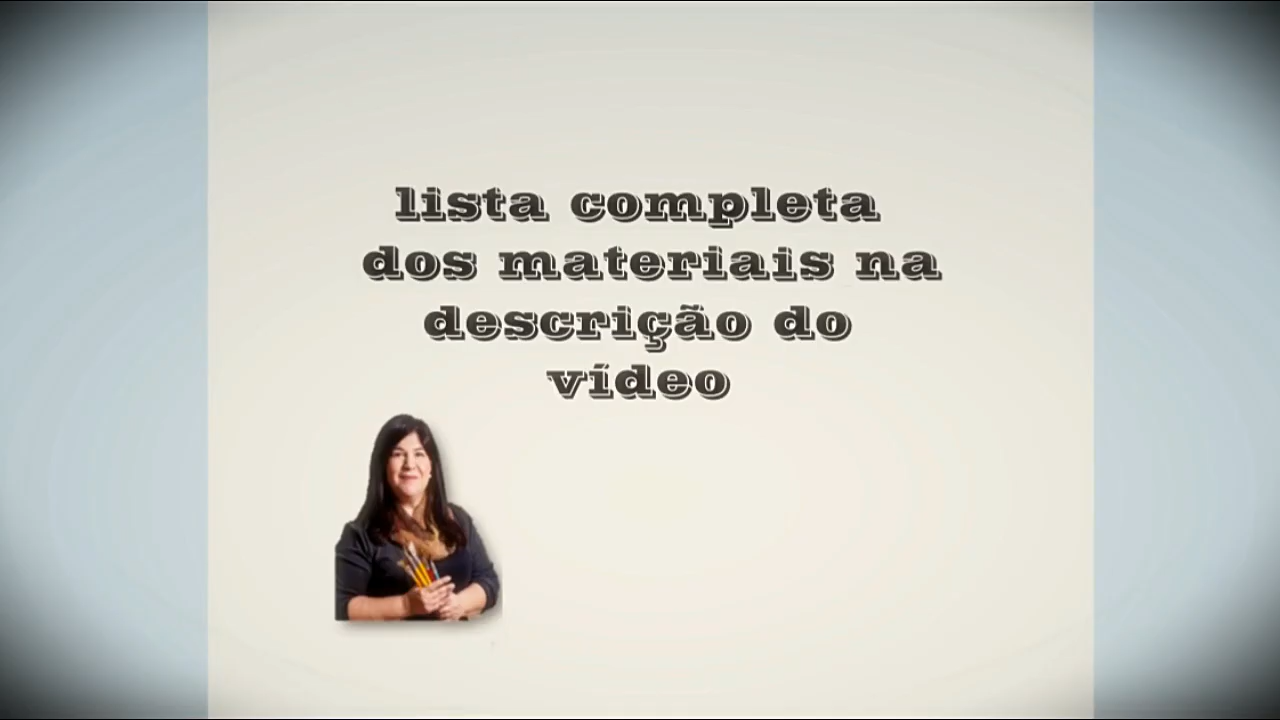 lista completa
dos materiais na
descrição do
vídeo